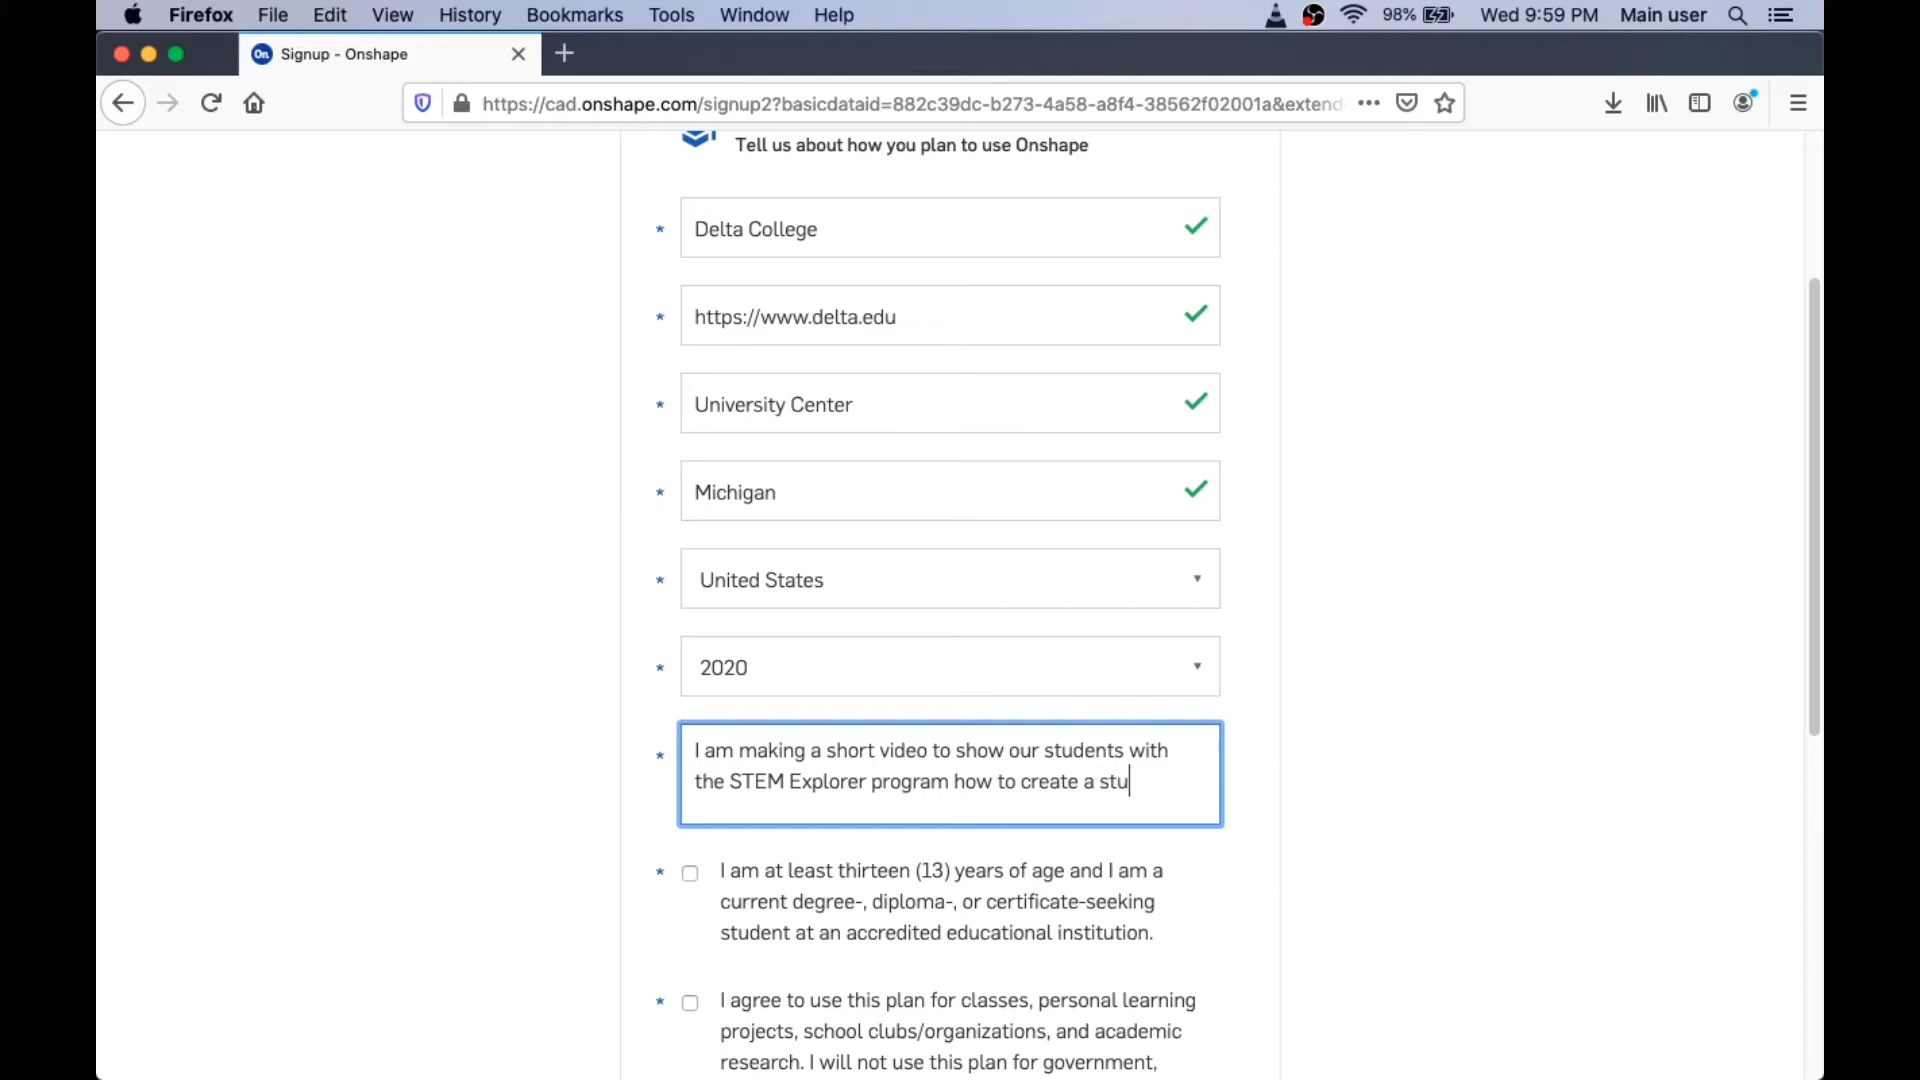 Firefox File Edit View History Bookmarks Tools Window Help 98% Wed 9:59 PM Main user
On Signup - Onshape
https://cad.onshape.com/signup2?basicdataid=882c39dc-b273-4a58-a8f4-38562f02001a&extend
Tell us about how you plan to use Onshape
* Delta College
* https://www.delta.edu
* University Center
* Michigan
* United States
* 2020
I am making a short video to show our students with
* the STEM Explorer program how to create a stu
* I am at least thirteen (13) years of age and I am a
current degree-, diploma-, or certificate-seeking
student at an accredited educational institution.
* I agree to use this plan for classes, personal learning
projects, school clubs/organizations, and academic
research. I will not use this plan for government,